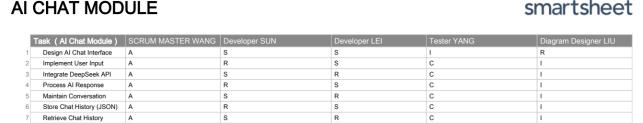 AI CHAT MODULE
smartsheet
Task ( AI Chat Module ) SCRUM MASTER WANG Developer SUN Developer LEI Tester YANG Diagram Designer LIU
1 Design AI Chat Interface A S S I R
2 Implement User Input A R S C I
3 Integrate DeepSeek API A S R C I
4 Process AI Response A R S C I
5 Maintain Conversation A S R C I
6 Store Chat History (JSON) A R S C I
7 Retrieve Chat History A S R C I